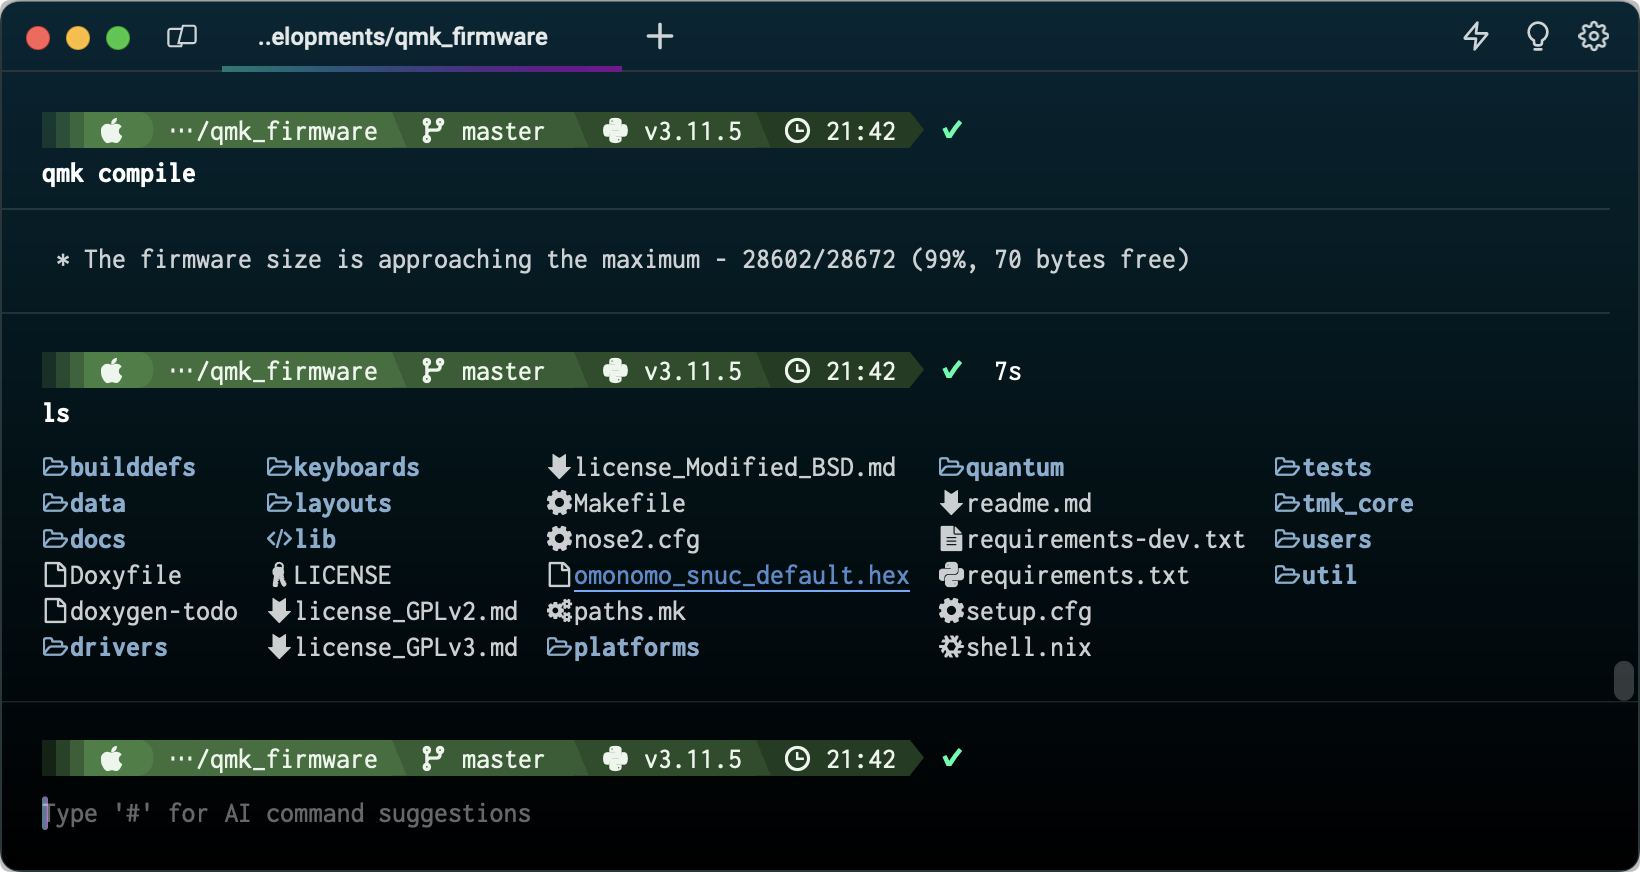 ..elopments/qmk_firmware
···/qmk_firmware master v3.11.5 21:42 ✔
qmk compile
* The firmware size is approaching the maximum - 28602/28672 (99%, 70 bytes free)
···/qmk_firmware master v3.11.5 21:42 ✔ 7s
ls
builddefs keyboards license_Modified_BSD.md quantum tests
data layouts Makefile readme.md tmk_core
docs lib nose2.cfg requirements-dev.txt users
Doxyfile LICENSE omonomo_snuc_default.hex requirements.txt util
doxygen-todo license_GPLv2.md paths.mk setup.cfg
drivers license_GPLv3.md platforms shell.nix
···/qmk_firmware master v3.11.5 21:42 ✔
Type '#' for AI command suggestions